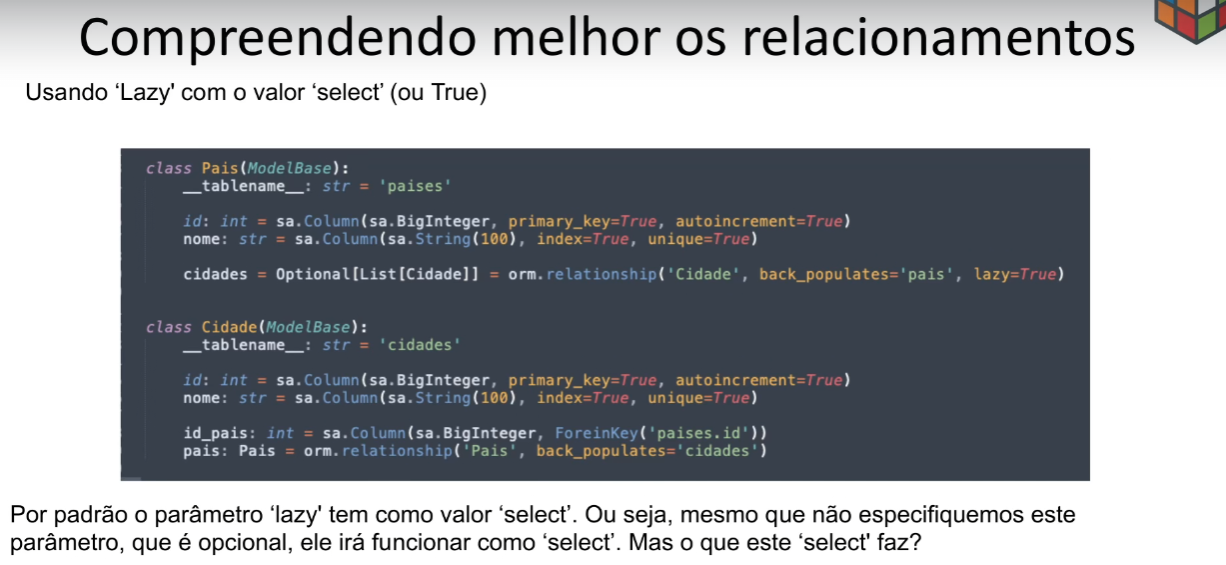 Compreendendo melhor os relacionamentos
Usando ‘Lazy' com o valor ‘select’ (ou True)
class Pais(ModelBase):
__tablename__: str = 'paises'
id: int = sa.Column(sa.BigInteger, primary_key=True, autoincrement=True)
nome: str = sa.Column(sa.String(100), index=True, unique=True)
cidades = Optional[List[Cidade]] = orm.relationship('Cidade', back_populates='pais', lazy=True)
class Cidade(ModelBase):
__tablename__: str = 'cidades'
id: int = sa.Column(sa.BigInteger, primary_key=True, autoincrement=True)
nome: str = sa.Column(sa.String(100), index=True, unique=True)
id_pais: int = sa.Column(sa.BigInteger, ForeinKey('paises.id'))
pais: Pais = orm.relationship('Pais', back_populates='cidades')
Por padrão o parâmetro ‘lazy' tem como valor ‘select’. Ou seja, mesmo que não especifiquemos este
parâmetro, que é opcional, ele irá funcionar como ‘select’. Mas o que este ‘select' faz?